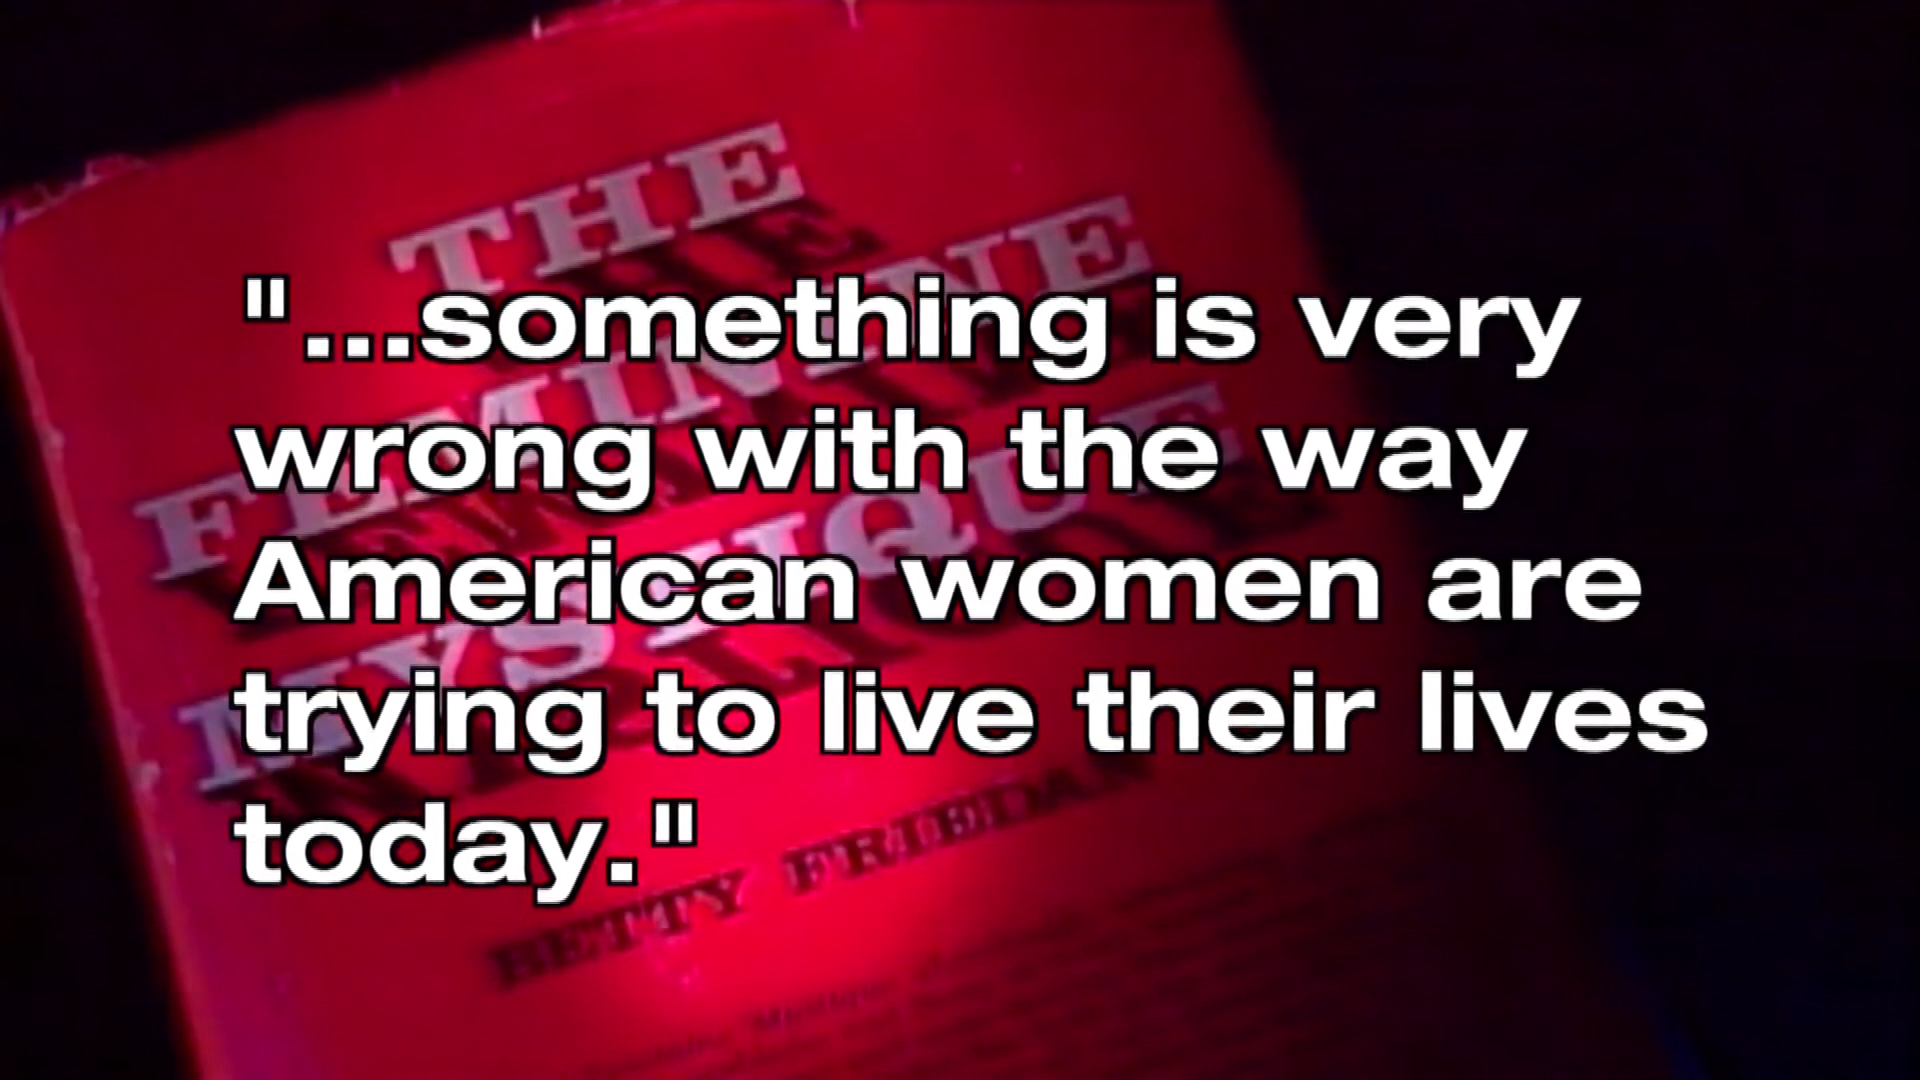 THE
FEMININE
MYSTIQUE
"...something is very
wrong with the way
American women are
trying to live their lives
today."
BETTY FRIEDAN